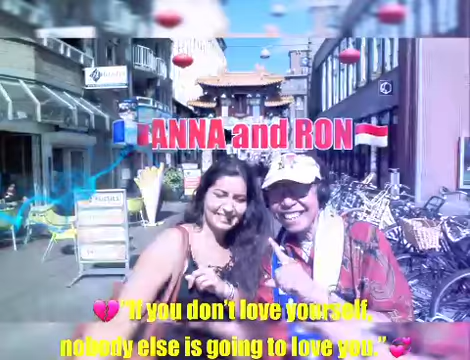 ANNA and RON
"If you don't love yourself,
nobody else is going to love you."